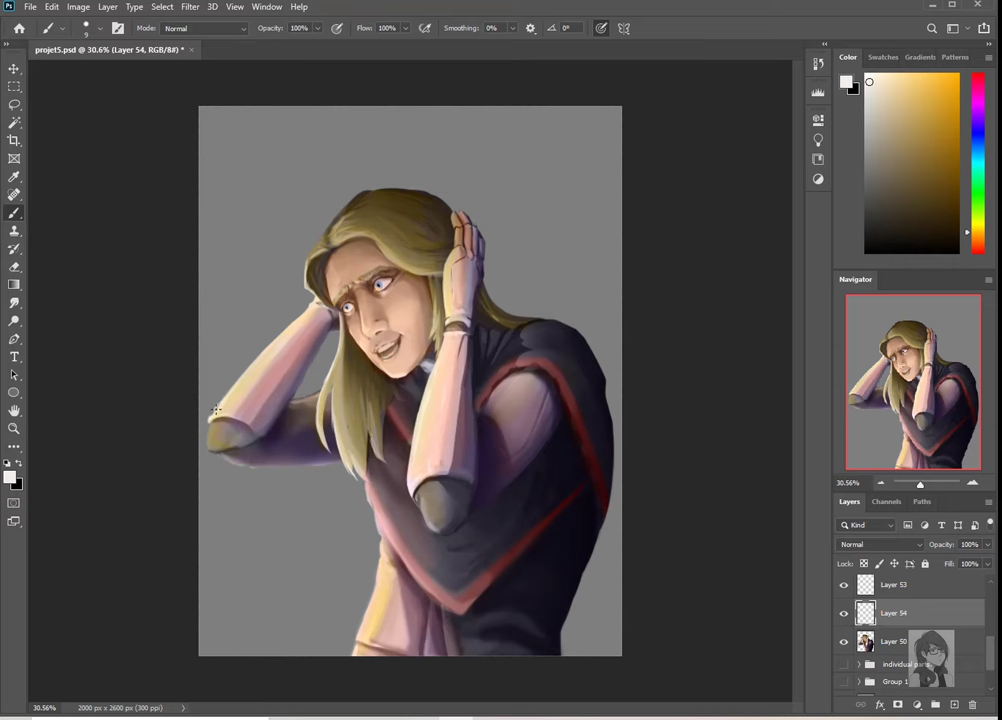 Ps File Edit Image Layer Type Select Filter 3D View Window Help
9 Mode: Normal Opacity: 100% Flow: 100% Smoothing: 0% 0°
projet5.psd @ 30.6% (Layer 54, RGB/8#) * ×
Color Swatches Gradients Patterns
Navigator
30.56%
Layers Channels Paths
Kind
Normal Opacity: 100%
Lock: Fill: 100%
Layer 53
Layer 54
Layer 50
individual parts
Group 1
30.56% 2000 px x 2600 px (300 ppi)